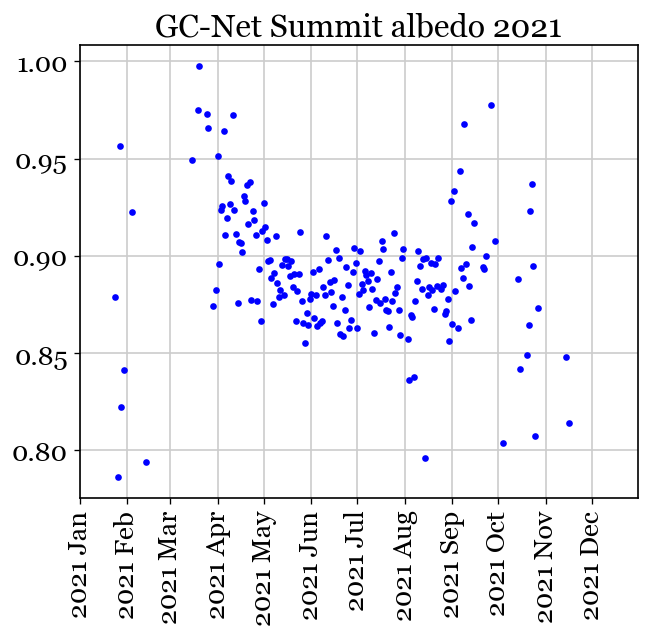 GC-Net Summit albedo 2021
1.00
0.95
0.90
0.85
0.80
2021 Jan
2021 Feb
2021 Mar
2021 Apr
2021 May
2021 Jun
2021 Jul
2021 Aug
2021 Sep
2021 Oct
2021 Nov
2021 Dec